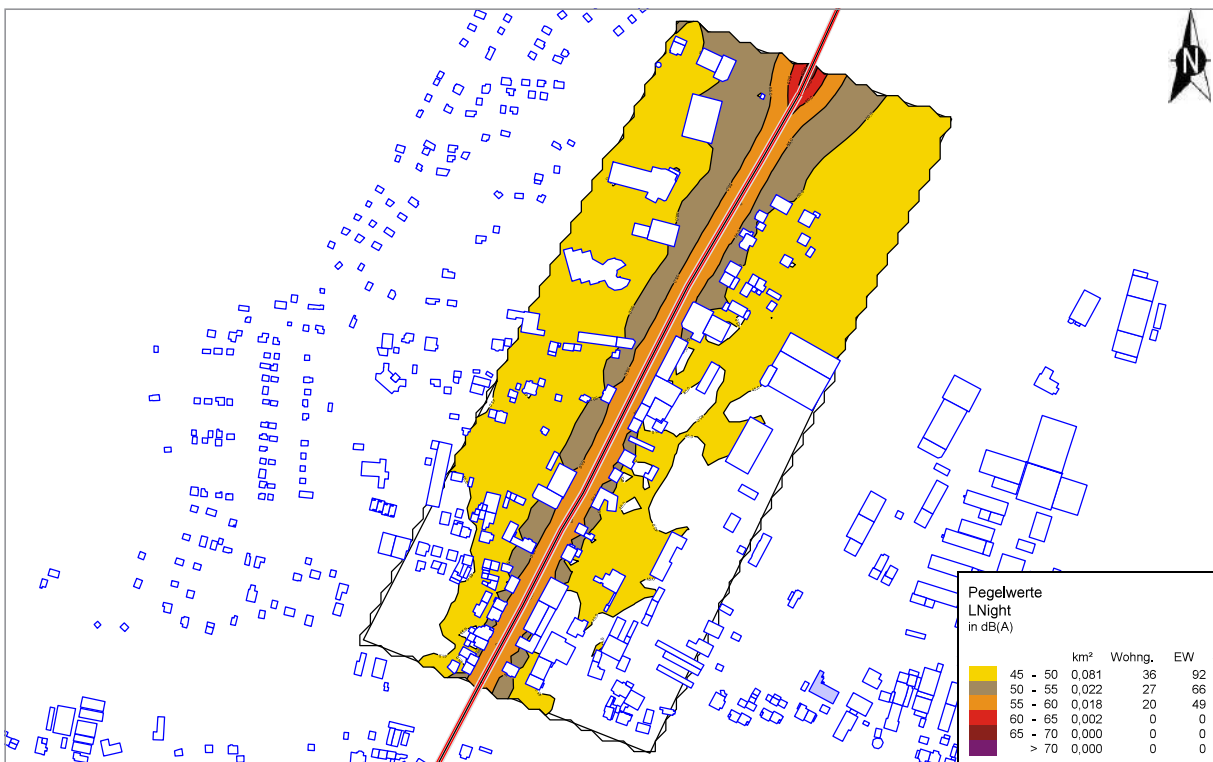 N
Pegelwerte
LNight
in dB(A)
km² Wohng. EW
45 - 50 0,081 36 92
50 - 55 0,022 27 66
55 - 60 0,018 20 49
60 - 65 0,002 0 0
65 - 70 0,000 0 0
> 70 0,000 0 0